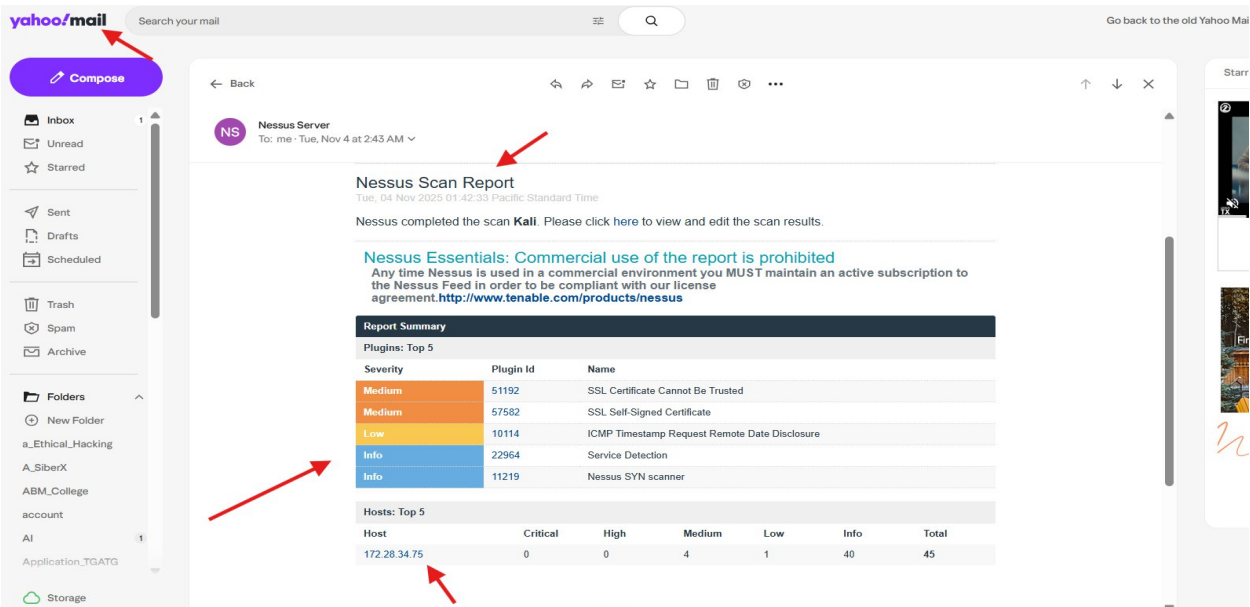 yahoo!mail
Search your mail
Go back to the old Yahoo Mai
Compose
Back
Starr
Inbox 1
Unread
Starred
Sent
Drafts
Scheduled
Trash
Spam
Archive
Folders
New Folder
a_Ethical_Hacking
A_SiberX
ABM_College
account
AI 1
Application_TGATG
Storage
NS
Nessus Server
To: me · Tue, Nov 4 at 2:43 AM
Nessus Scan Report
Tue, 04 Nov 2025 01:42:33 Pacific Standard Time
Nessus completed the scan Kali. Please click here to view and edit the scan results.
Nessus Essentials: Commercial use of the report is prohibited
Any time Nessus is used in a commercial environment you MUST maintain an active subscription to
the Nessus Feed in order to be compliant with our license
agreement.http://www.tenable.com/products/nessus
Report Summary
Plugins: Top 5
Severity Plugin Id Name
Medium 51192 SSL Certificate Cannot Be Trusted
Medium 57582 SSL Self-Signed Certificate
Low 10114 ICMP Timestamp Request Remote Date Disclosure
Info 22964 Service Detection
Info 11219 Nessus SYN scanner
Hosts: Top 5
Host Critical High Medium Low Info Total
172.28.34.75 0 0 4 1 40 45
2
1X
Fir